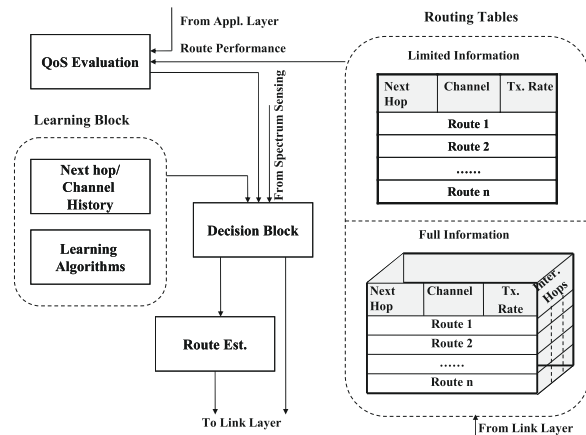 From Appl. Layer
Routing Tables
Route Performance
QoS Evaluation
Limited Information
Next Hop
Channel
Tx. Rate
Route 1
Route 2
......
Route n
From Spectrum Sensing
Learning Block
Next hop/
Channel
History
Learning
Algorithms
Decision Block
Full Information
Inter. Hops
Next Hop
Channel
Tx. Rate
Route 1
Route 2
......
Route n
Route Est.
To Link Layer
From Link Layer